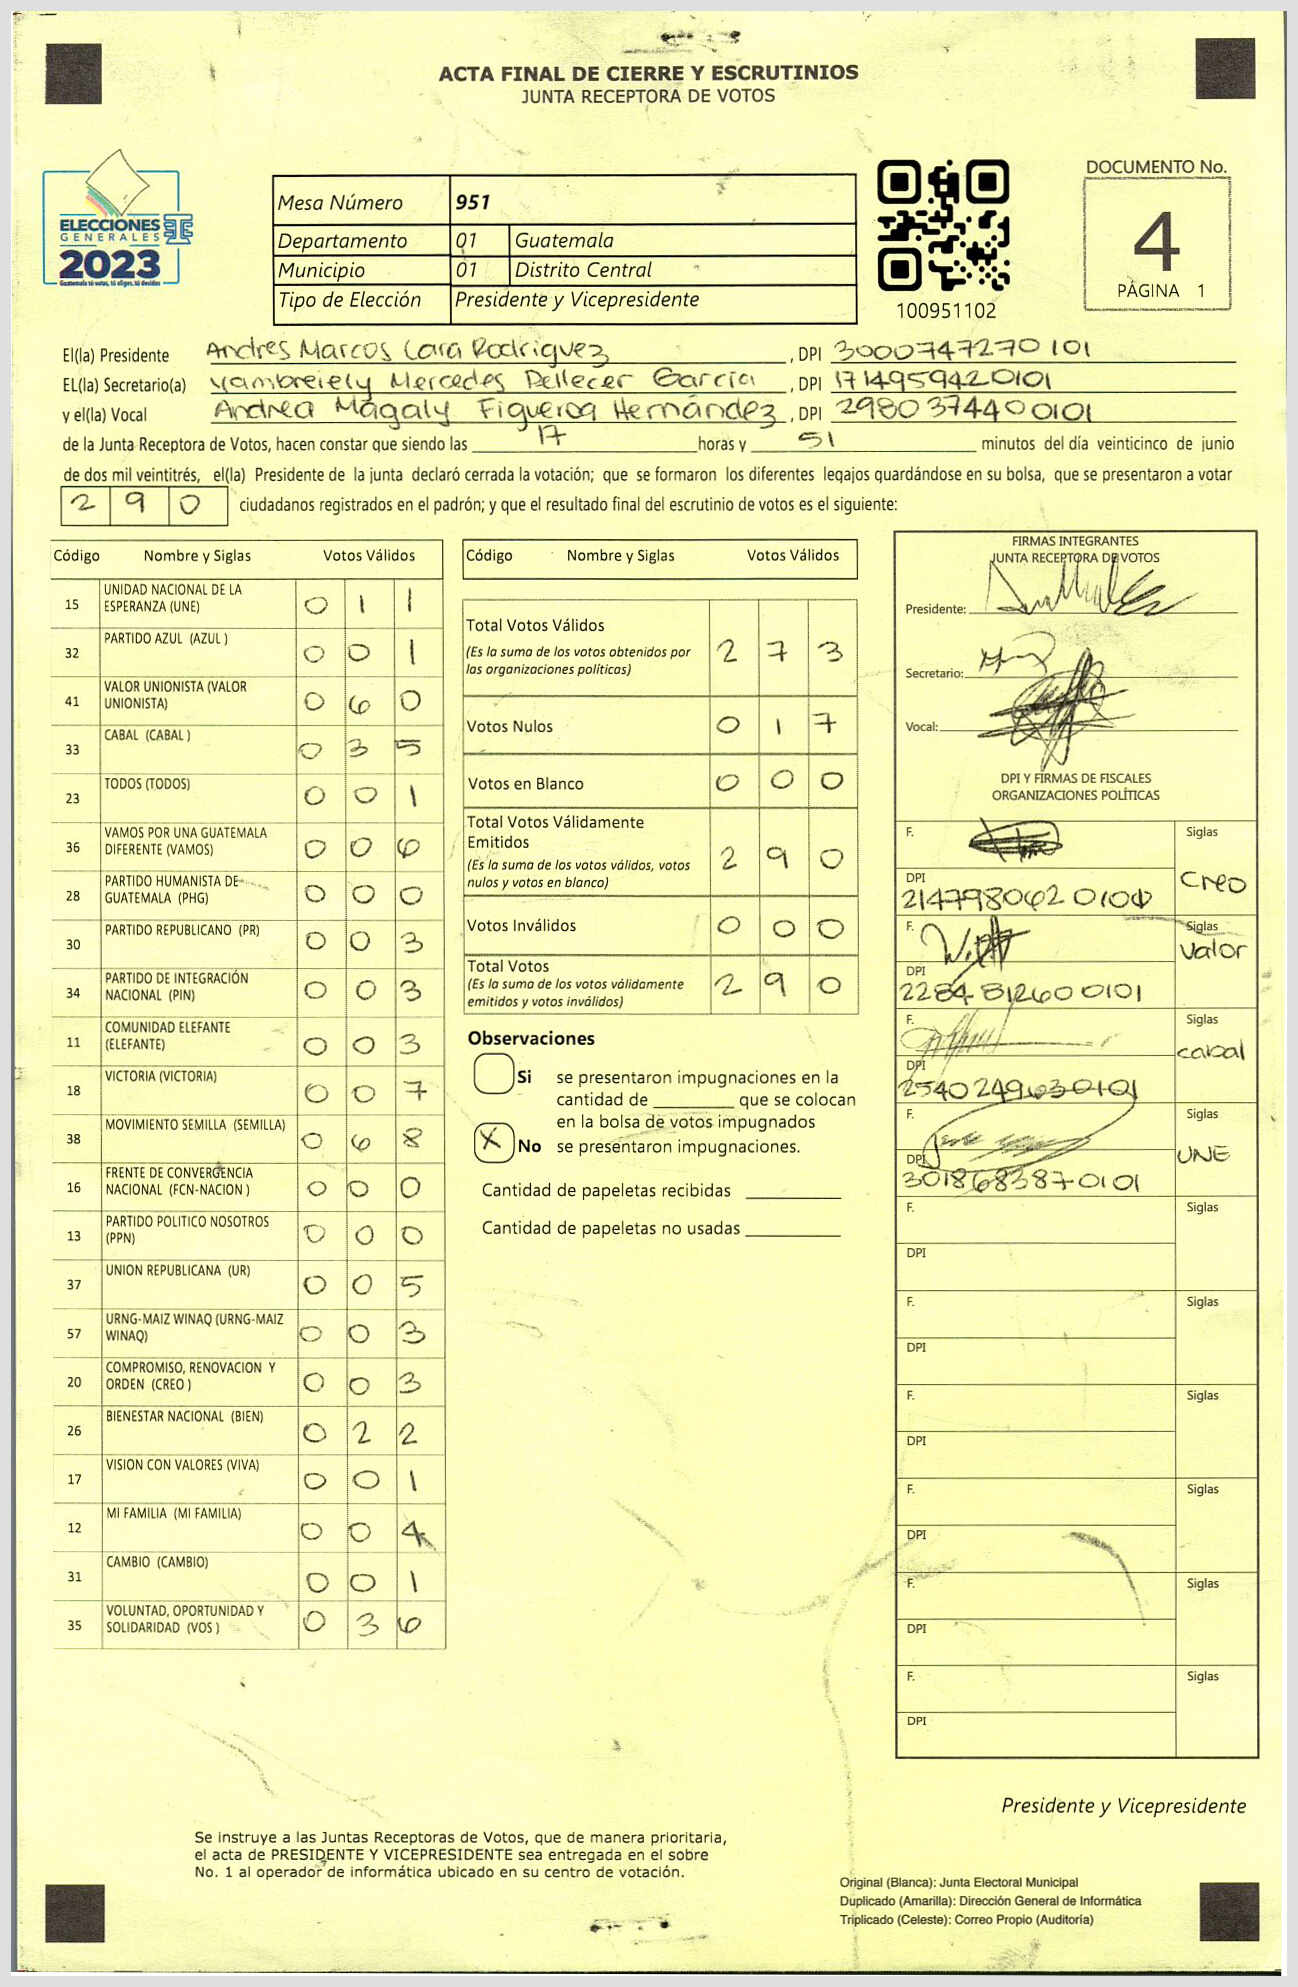 ACTA FINAL DE CIERRE Y ESCRUTINIOS
JUNTA RECEPTORA DE VOTOS
ELECCIONES
GENERALES
2023
Guatemala tú votas, tú eliges, tú decides
Mesa Número 951
Departamento 01 Guatemala
Municipio 01 Distrito Central
Tipo de Elección Presidente y Vicepresidente
100951102
DOCUMENTO No.
4
PÁGINA 1
El(la) Presidente Andres Marcos Lara Rodriguez, DPI 3000747270101
EL(la) Secretario(a) Yambreiely Mercedes Pellecer García, DPI 1714959420101
y el(la) Vocal Andrea Magaly Figueroa Hernández, DPI 2980374400101
de la Junta Receptora de Votos, hacen constar que siendo las 17 horas y 51 minutos del día veinticinco de junio
de dos mil veintitrés, el(la) Presidente de la junta declaró cerrada la votación; que se formaron los diferentes legajos guardándose en su bolsa, que se presentaron a votar
290 ciudadanos registrados en el padrón; y que el resultado final del escrutinio de votos es el siguiente:
Código Nombre y Siglas Votos Válidos
15 UNIDAD NACIONAL DE LA
ESPERANZA (UNE) 0 1 1
32 PARTIDO AZUL (AZUL ) 0 0 1
41 VALOR UNIONISTA (VALOR
UNIONISTA) 0 6 0
33 CABAL (CABAL ) 0 3 5
23 TODOS (TODOS) 0 0 1
36 VAMOS POR UNA GUATEMALA
DIFERENTE (VAMOS) 0 0 6
28 PARTIDO HUMANISTA DE
GUATEMALA (PHG) 0 0 0
30 PARTIDO REPUBLICANO (PR) 0 0 3
34 PARTIDO DE INTEGRACIÓN
NACIONAL (PIN) 0 0 3
11 COMUNIDAD ELEFANTE
(ELEFANTE) 0 0 3
18 VICTORIA (VICTORIA) 0 0 7
38 MOVIMIENTO SEMILLA (SEMILLA) 0 6 8
16 FRENTE DE CONVERGENCIA
NACIONAL (FCN-NACION ) 0 0 0
13 PARTIDO POLITICO NOSOTROS
(PPN) 0 0 0
37 UNION REPUBLICANA (UR) 0 0 5
57 URNG-MAIZ WINAQ (URNG-MAIZ
WINAQ) 0 0 3
20 COMPROMISO, RENOVACION Y
ORDEN (CREO ) 0 0 3
26 BIENESTAR NACIONAL (BIEN) 0 2 2
17 VISION CON VALORES (VIVA) 0 0 1
12 MI FAMILIA (MI FAMILIA) 0 0 4
31 CAMBIO (CAMBIO) 0 0 1
35 VOLUNTAD, OPORTUNIDAD Y
SOLIDARIDAD (VOS ) 0 3 6
Código Nombre y Siglas Votos Válidos
Total Votos Válidos
(Es la suma de los votos obtenidos por
las organizaciones políticas) 2 7 3
Votos Nulos 0 1 7
Votos en Blanco 0 0 0
Total Votos Válidamente
Emitidos
(Es la suma de los votos válidos, votos
nulos y votos en blanco) 2 9 0
Votos Inválidos 0 0 0
Total Votos
(Es la suma de los votos válidamente
emitidos y votos inválidos) 2 9 0
Observaciones
Si se presentaron impugnaciones en la
cantidad de ________ que se colocan
en la bolsa de votos impugnados
X No se presentaron impugnaciones.
Cantidad de papeletas recibidas
Cantidad de papeletas no usadas
FIRMAS INTEGRANTES
JUNTA RECEPTORA DE VOTOS
Presidente:
Secretario:
Vocal:
DPI Y FIRMAS DE FISCALES
ORGANIZACIONES POLÍTICAS
F. Siglas
Creo
DPI
F. Siglas
Valor
DPI
2284 81260 0101
F. Siglas
cabal
DPI
2540 249630101
F. Siglas
UNE
DPI
3018683870101
F. Siglas
DPI
F. Siglas
DPI
F. Siglas
DPI
F. Siglas
DPI
F. Siglas
DPI
F. Siglas
DPI
Presidente y Vicepresidente
Se instruye a las Juntas Receptoras de Votos, que de manera prioritaria,
el acta de PRESIDENTE Y VICEPRESIDENTE sea entregada en el sobre
No. 1 al operador de informática ubicado en su centro de votación.
Original (Blanca): Junta Electoral Municipal
Duplicado (Amarilla): Dirección General de Informática
Triplicado (Celeste): Correo Propio (Auditoría)